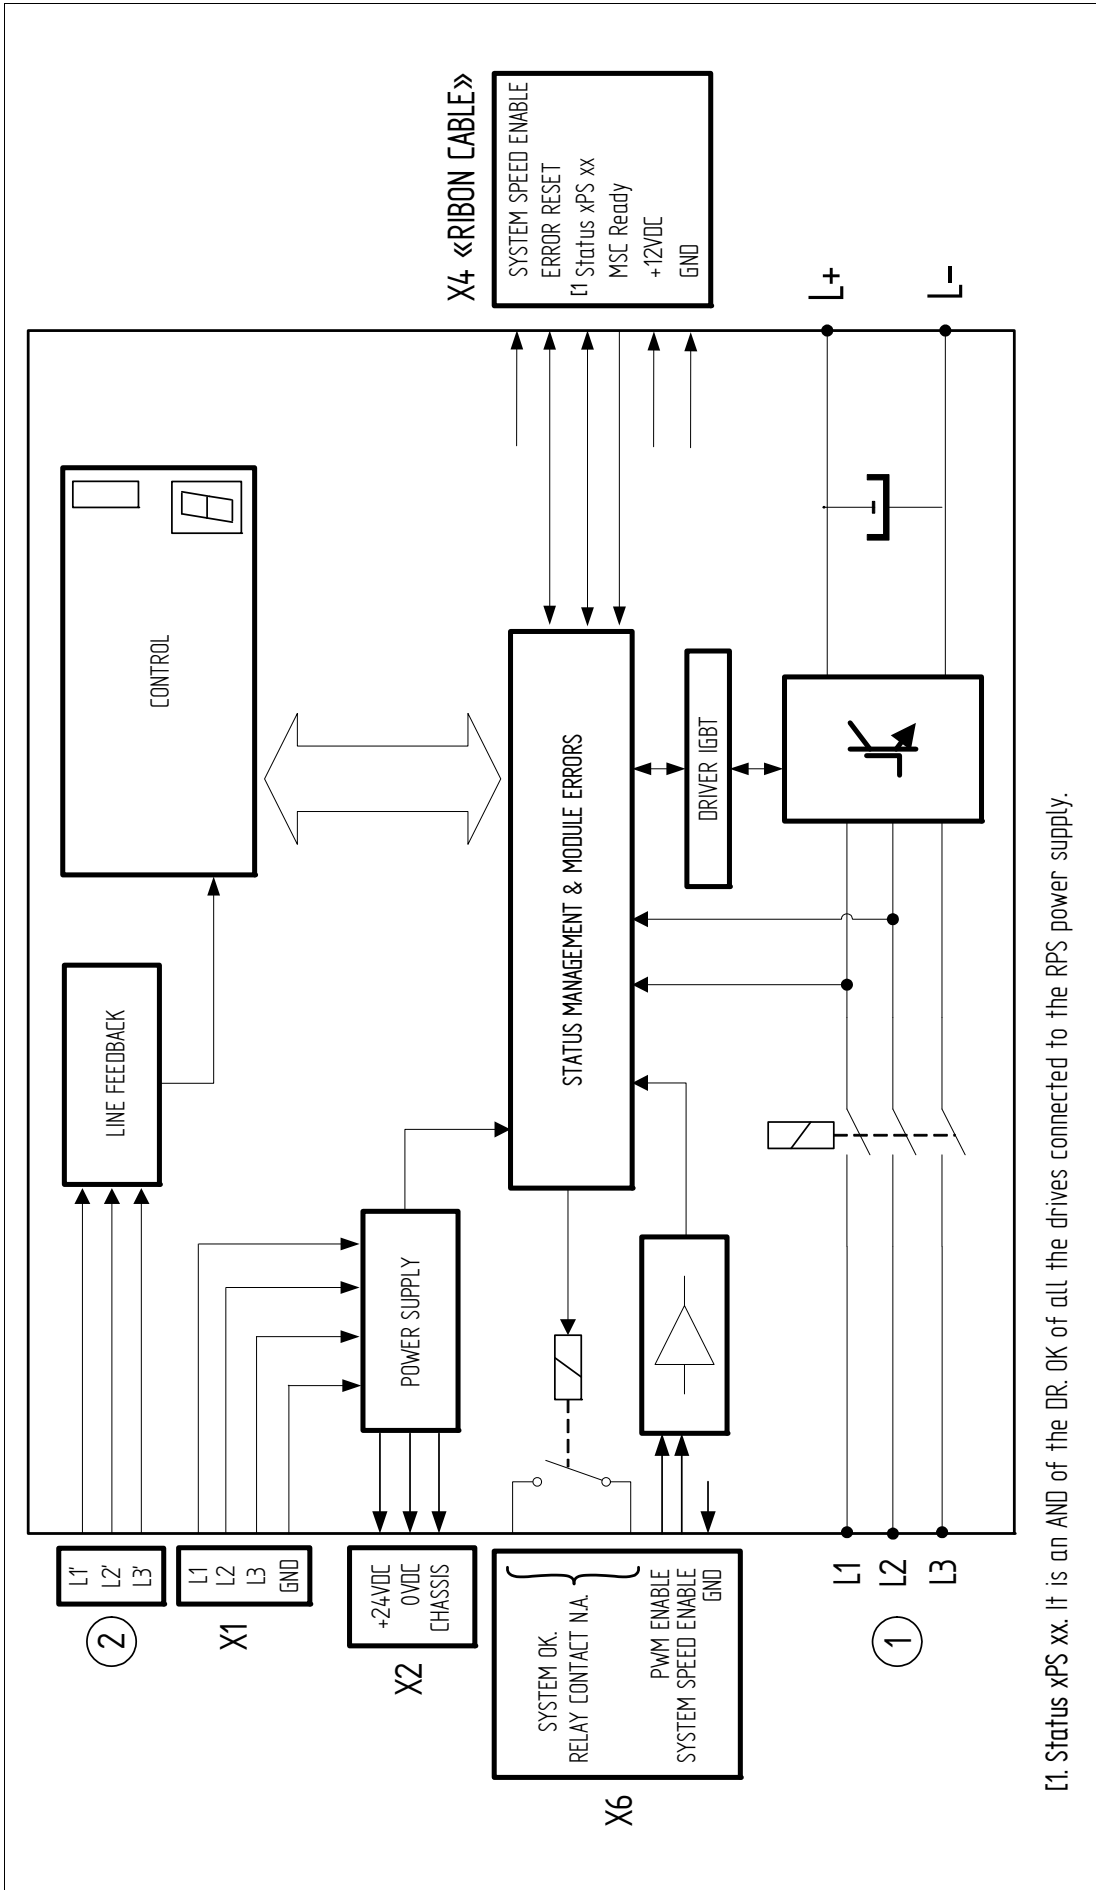 L1'
L2'
L3'
2
L1
L2
L3
GND
X1
+24VDC
0VDC
CHASSIS
X2
SYSTEM OK.
RELAY CONTACT N.A.
PWM ENABLE
SYSTEM SPEED ENABLE
GND
X6
L1
L2
L3
1
LINE FEEDBACK
POWER SUPPLY
CONTROL
STATUS MANAGEMENT & MODULE ERRORS
DRIVER IGBT
X4 «RIBON CABLE»
SYSTEM SPEED ENABLE
ERROR RESET
[1 Status xPS xx
MSC Ready
+12VDC
GND
L+
L-
[1. Status xPS xx. It is an AND of the DR. OK of all the drives connected to the RPS power supply.